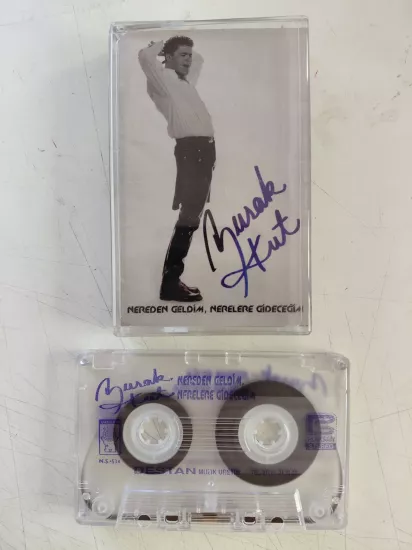 Burak
Kut
NEREDEN GELDİM, NERELERE GİDECEĞİM
Burak
Kut
NEREDEN GELDİM,
NERELERE GİDECEĞİM
DESTAN